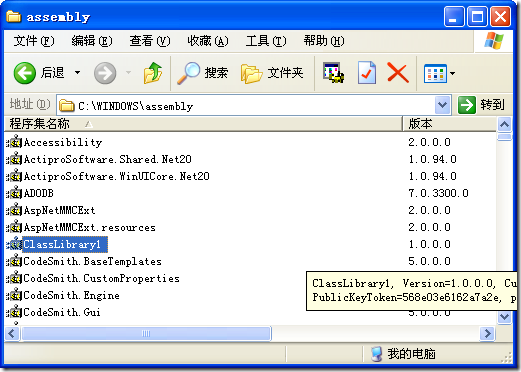 assembly
文件(F) 编辑(E) 查看(V) 收藏(A) 工具(T) 帮助(H)
后退 搜索 文件夹
地址(D) C:\WINDOWS\assembly 转到
程序集名称 版本
Accessibility 2.0.0.0
ActiproSoftware.Shared.Net20 1.0.94.0
ActiproSoftware.WinUICore.Net20 1.0.94.0
ADODB 7.0.3300.0
AspNetMMCExt 2.0.0.0
AspNetMMCExt.resources 2.0.0.0
ClassLibrary1 1.0.0.0
CodeSmith.BaseTemplates 5.0.0.0
CodeSmith.CustomProperties
ClassLibrary1, Version=1.0.0.0, Cu
CodeSmith.Engine
PublicKeyToken=568e03e6162a7a2e, p
CodeSmith.Gui 5.0.0.0
我的电脑